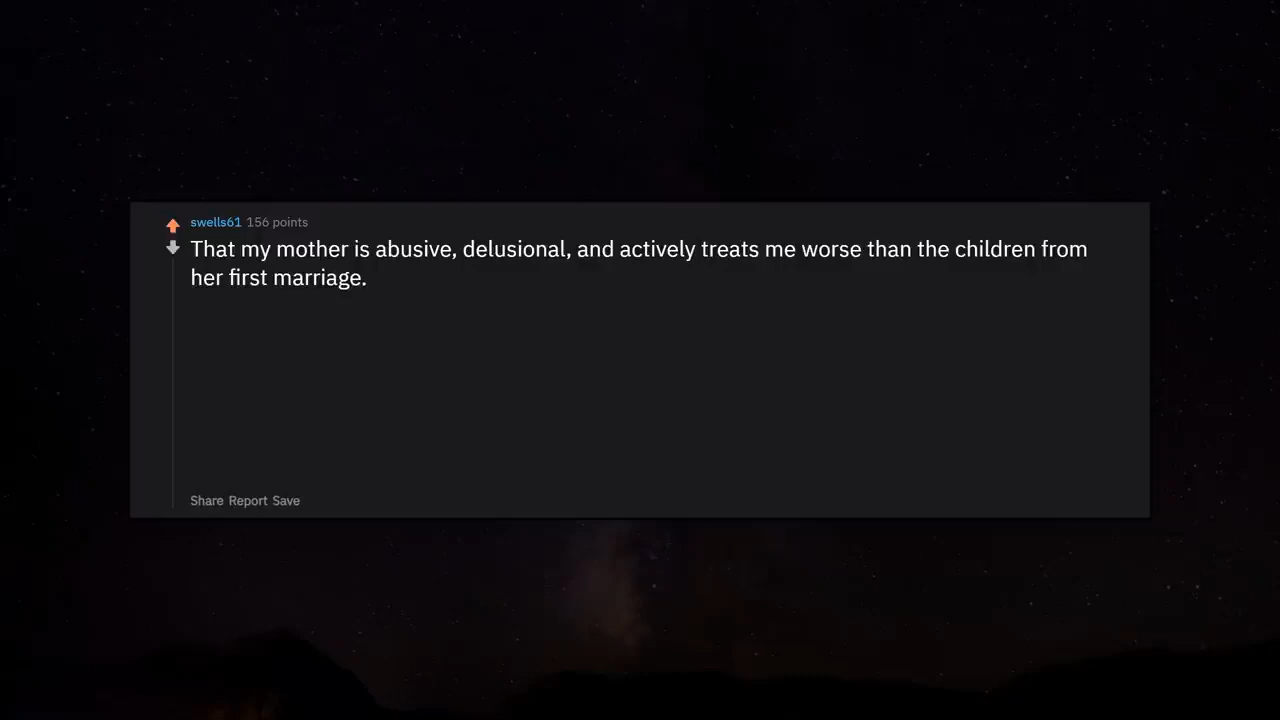 swells61 156 points
That my mother is abusive, delusional, and actively treats me worse than the children from
her first marriage.
Share Report Save